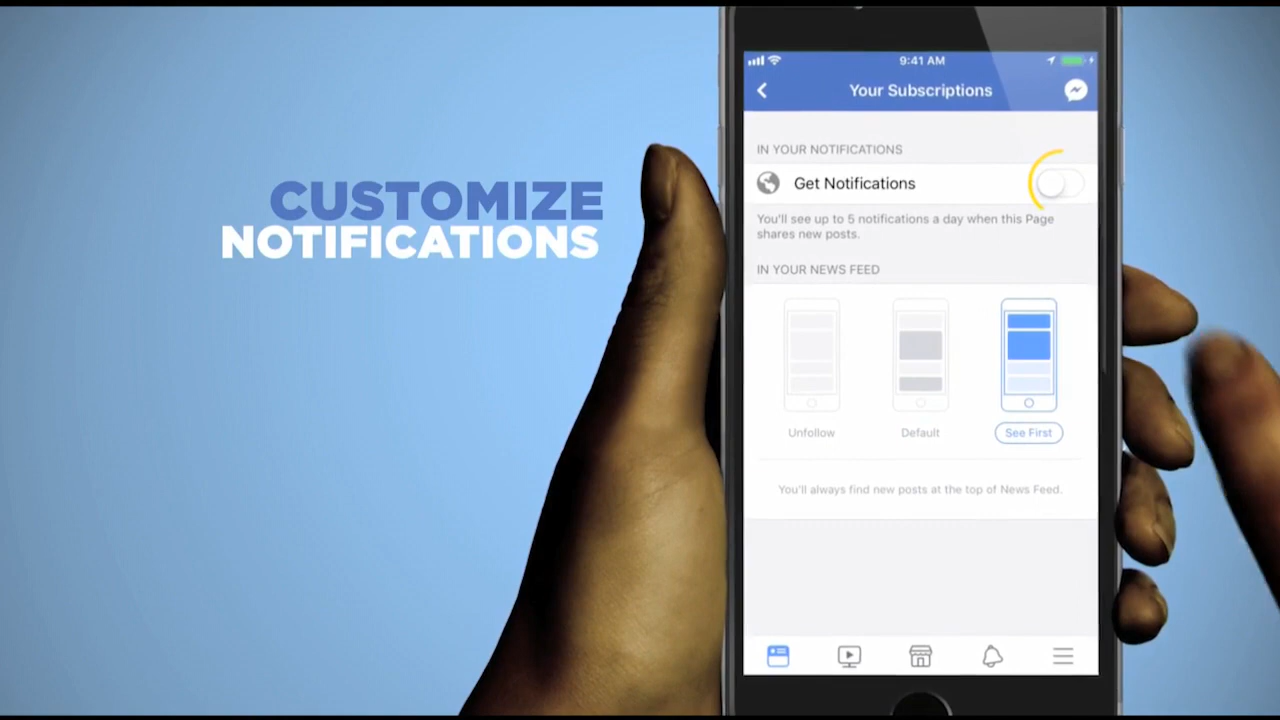 CUSTOMIZE
NOTIFICATIONS
9:41 AM
Your Subscriptions
IN YOUR NOTIFICATIONS
Get Notifications
You'll see up to 5 notifications a day when this Page
shares new posts.
IN YOUR NEWS FEED
Unfollow
Default
See First
You'll always find new posts at the top of News Feed.